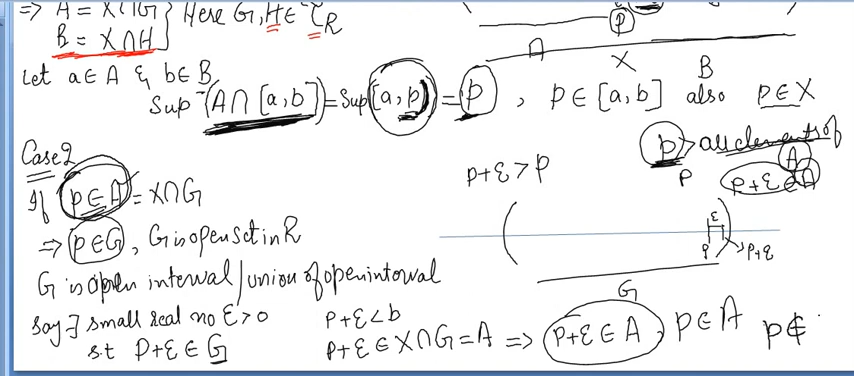 ⇒ A = X∩G } Here G, H ∈ τ_R
B = X∩H
Let a ∈ A & b ∈ B
Sup (A∩[a,b]) = Sup [a,p) = p , p ∈ [a,b] also p ∈ X
p
A X B
Case 2
If p ∈ A = X∩G
p+ε > p
p > all elements of A
p p+ε ∈ A
⇒ p ∈ G, G is open set in R
ε
p p+ε
G is open interval / union of open interval
G
Say ∃ small real no ε>0 p+ε < b
s.t p+ε ∈ G p+ε ∈ X∩G = A ⇒ p+ε ∈ A, p ∈ A p∉